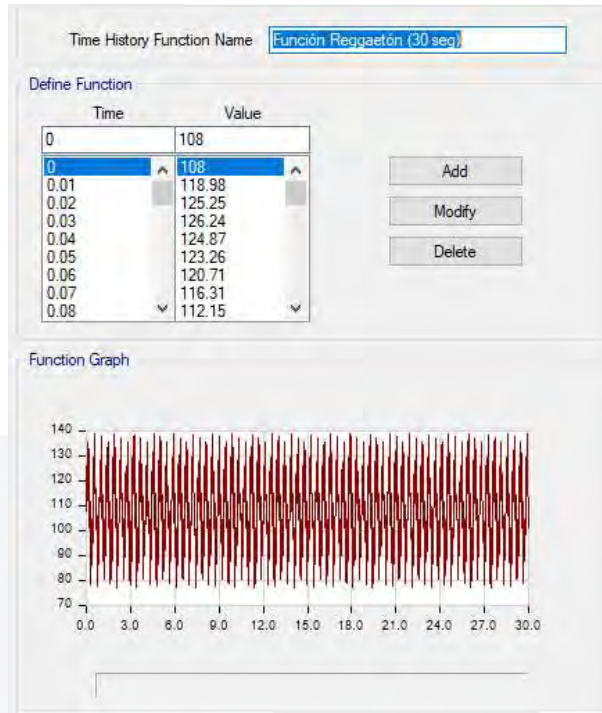 Time History Function Name Función Reggaetón (30 seg)
Define Function
Time Value
0 108
0 108
0.01 118.98
0.02 125.25
0.03 126.24
0.04 124.87
0.05 123.26
0.06 120.71
0.07 116.31
0.08 112.15
Add
Modify
Delete
Function Graph
140
130
120
110
100
90
80
70
0.0 3.0 6.0 9.0 12.0 15.0 18.0 21.0 24.0 27.0 30.0